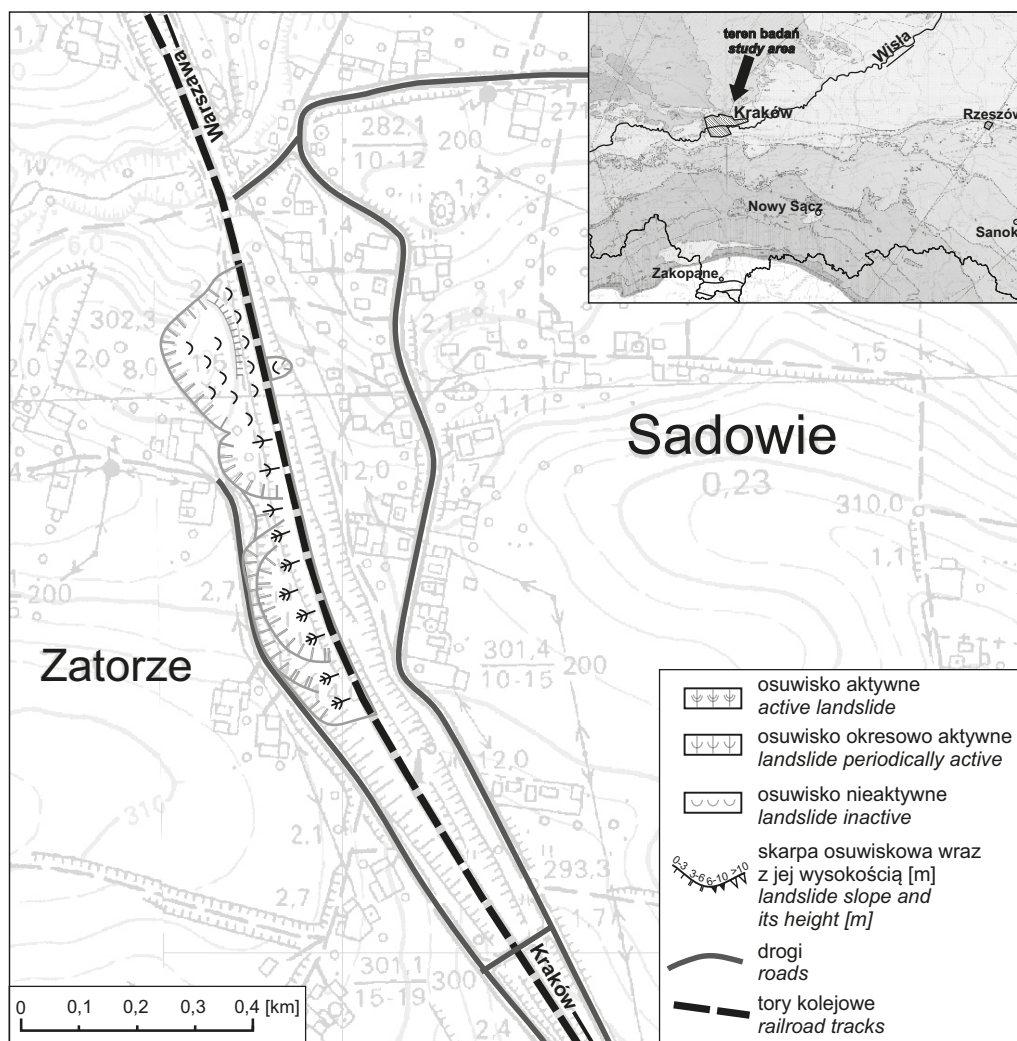 Warszawa
282,1
10-12
200
271
1,3
1,4
teren badań
study area
Wisła
Kraków
Rzeszów
Nowy Sącz
Sanok
Zakopane
302,3
2,0
8,0
2,1
1,5
1,1
Sadowie
12,0
0,23
310,0
1,1
200
2,7
Zatorze
301,4
10-15
200
12,0
310
2,1
293,3
2,7
1,7
301,1
15-19
300
2,4
Kraków
osuwisko aktywne
active landslide
osuwisko okresowo aktywne
landslide periodically active
osuwisko nieaktywne
landslide inactive
0-3 3-6 6-10 >10
skarpa osuwiskowa wraz
z jej wysokością [m]
landslide slope and
its height [m]
drogi
roads
tory kolejowe
railroad tracks
0 0,1 0,2 0,3 0,4 [km]